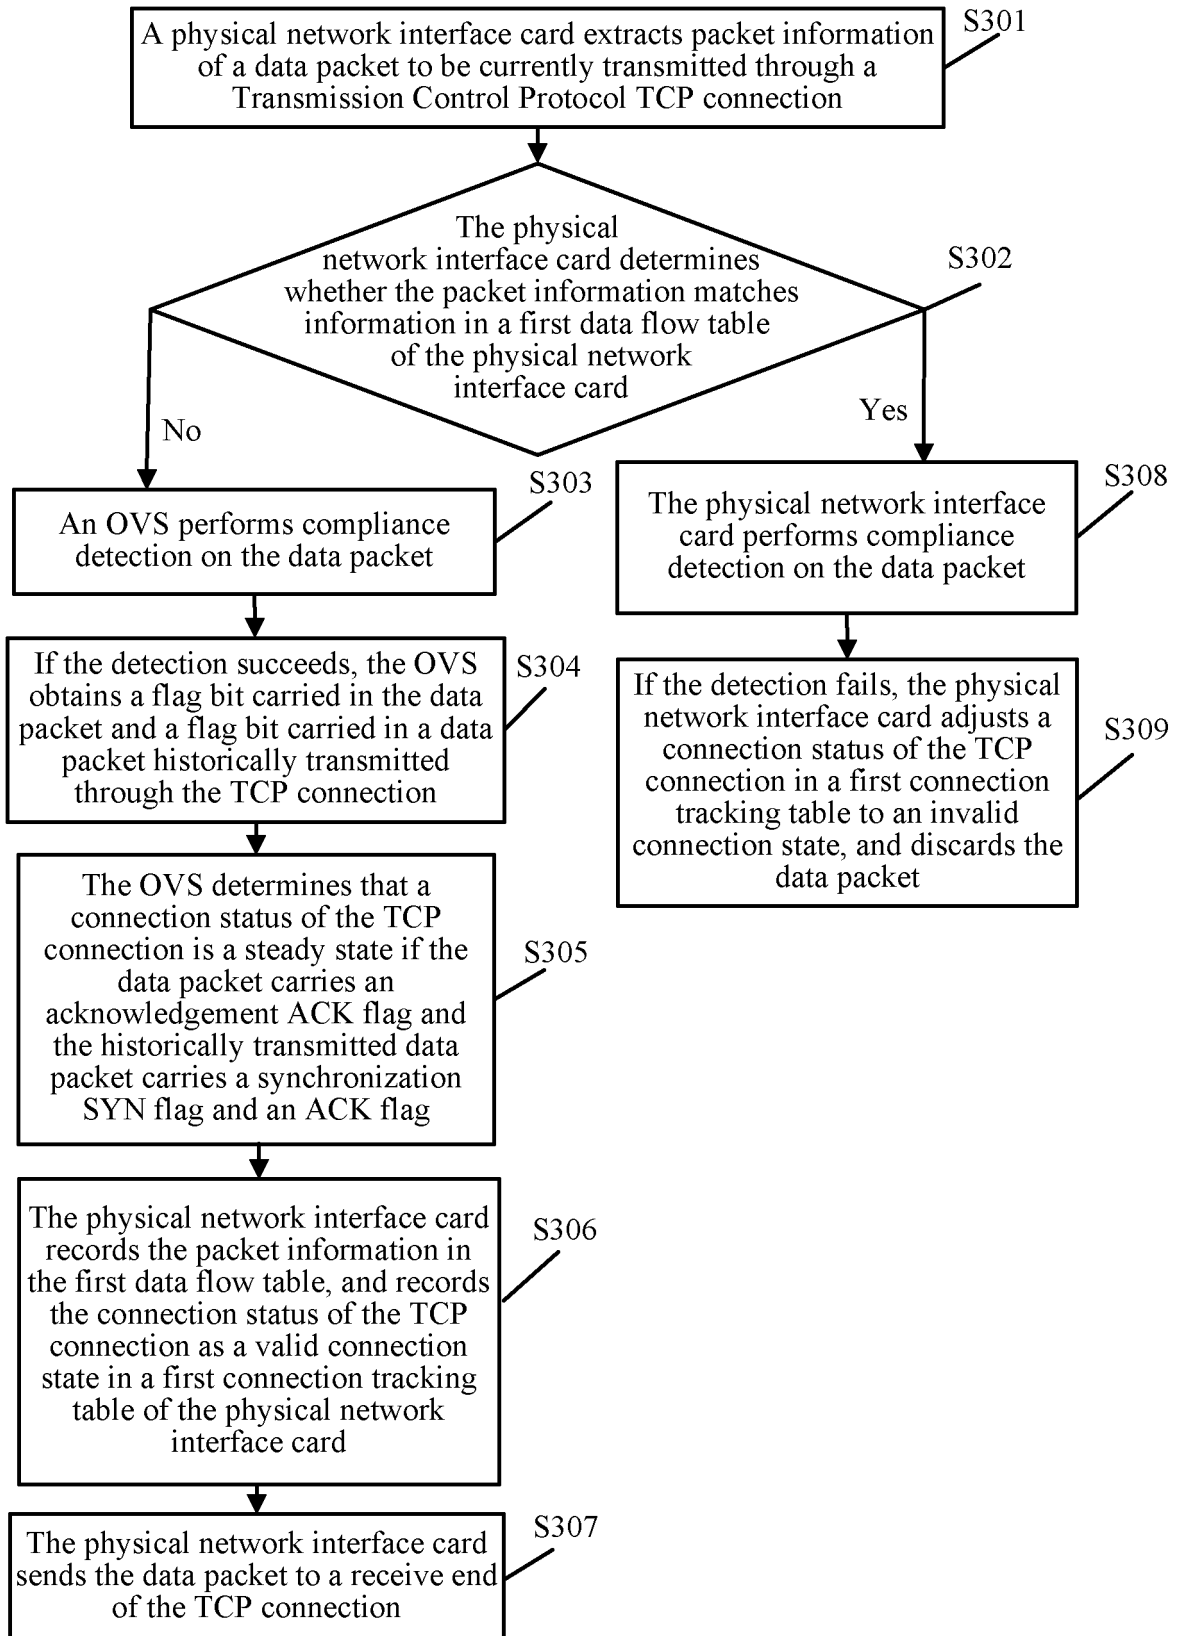 A physical network interface card extracts packet information
of a data packet to be currently transmitted through a
Transmission Control Protocol TCP connection
S301
The physical
network interface card determines
whether the packet information matches
information in a first data flow table
of the physical network
interface card
S302
No
Yes
An OVS performs compliance
detection on the data packet
S303
If the detection succeeds, the OVS
obtains a flag bit carried in the data
packet and a flag bit carried in a data
packet historically transmitted
through the TCP connection
S304
The OVS determines that a
connection status of the TCP
connection is a steady state if the
data packet carries an
acknowledgement ACK flag and
the historically transmitted data
packet carries a synchronization
SYN flag and an ACK flag
S305
The physical network interface card
records the packet information in
the first data flow table, and records
the connection status of the TCP
connection as a valid connection
state in a first connection tracking
table of the physical network
interface card
S306
The physical network interface card
sends the data packet to a receive end
of the TCP connection
S307
The physical network interface
card performs compliance
detection on the data packet
S308
If the detection fails, the physical
network interface card adjusts a
connection status of the TCP
connection in a first connection
tracking table to an invalid
connection state, and discards the
data packet
S309